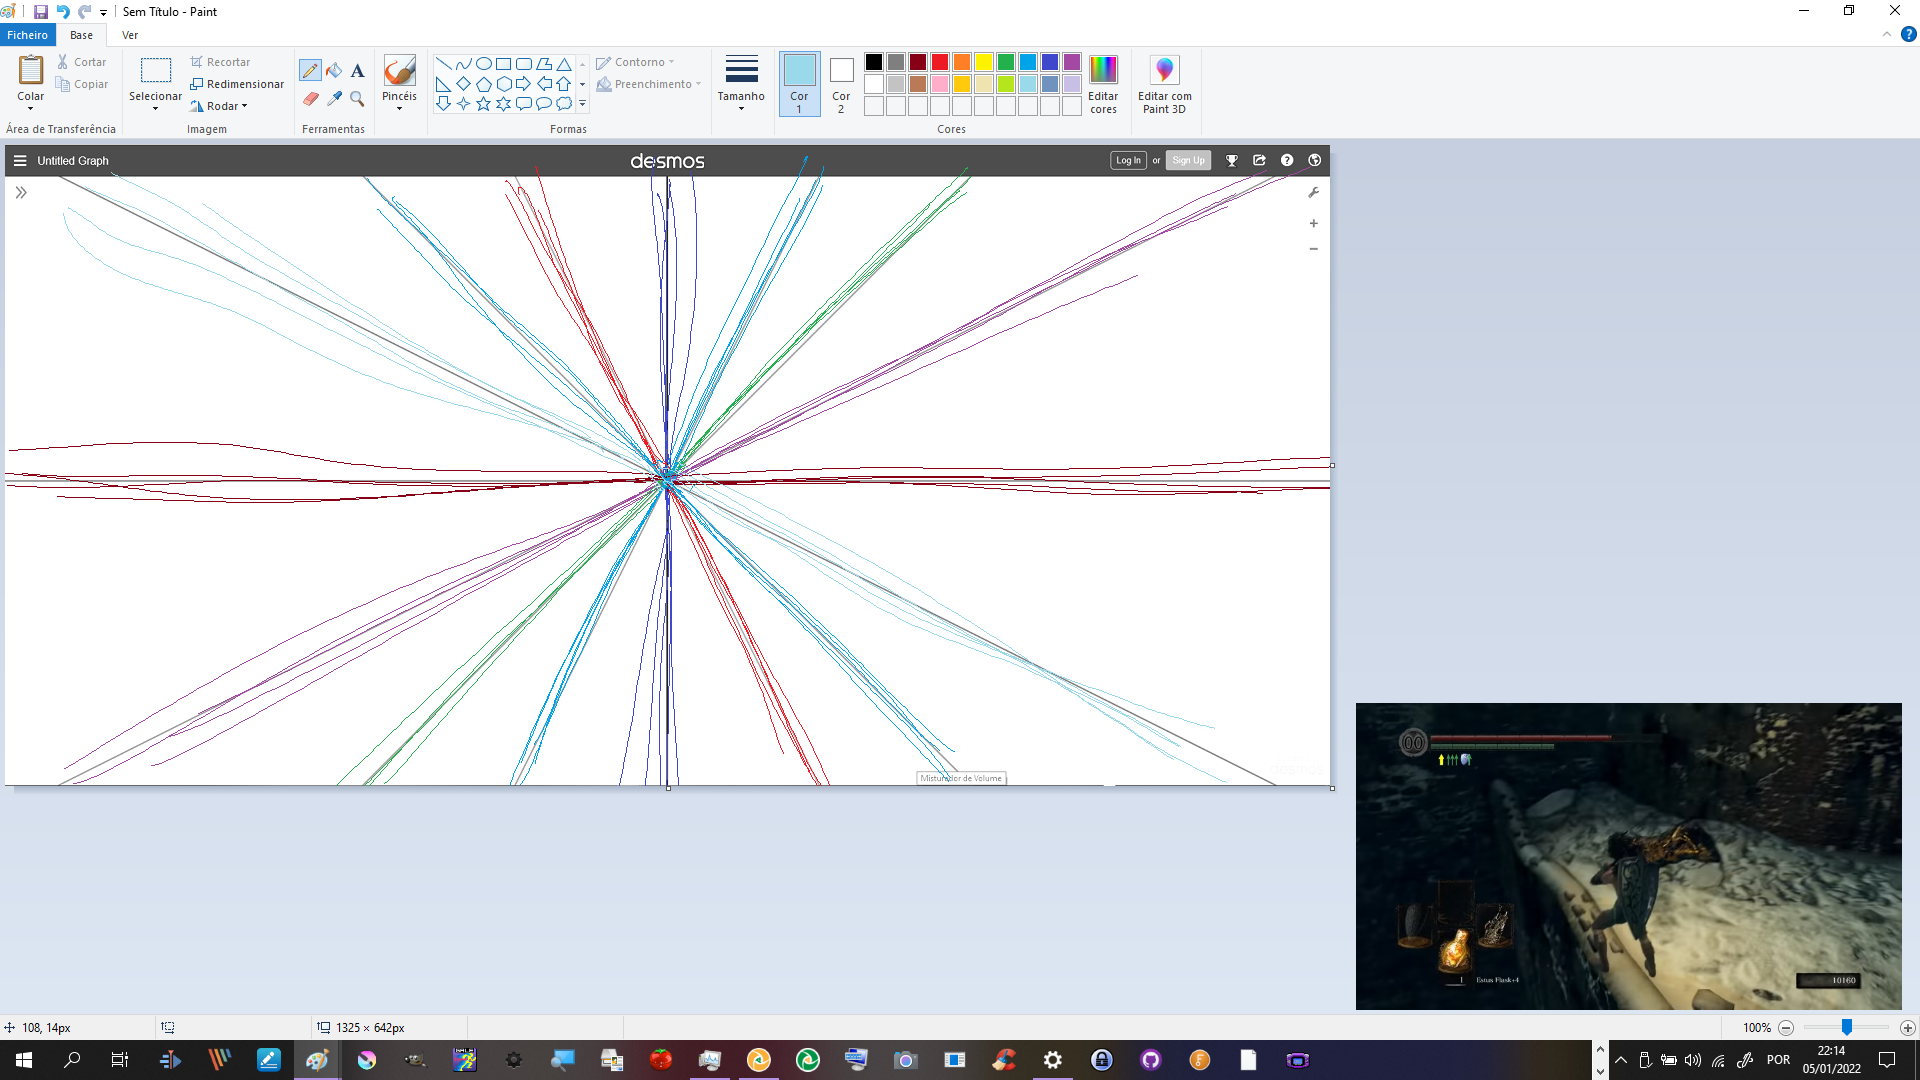 Sem Título - Paint
Ficheiro Base Ver
Colar
Cortar
Copiar
Área de Transferência
Selecionar
Recortar
Redimensionar
Rodar
Imagem
A
Ferramentas
Pincéis
Contorno
Preenchimento
Formas
Tamanho
Cor 1
Cor 2
Editar cores
Cores
Editar com Paint 3D
Untitled Graph
desmos
Log In or Sign Up
Misturador de Volume
00
1 Estus Flask+4
10160
108, 14px
1325 × 642px
100%
POR
22:14
05/01/2022